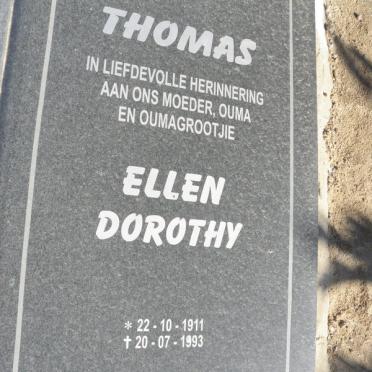 THOMAS
IN LIEFDEVOLLE HERINNERING
AAN ONS MOEDER, OUMA
EN OUMAGROOTJIE
ELLEN
DOROTHY
* 22 - 10 - 1911
† 20 - 07 - 1993